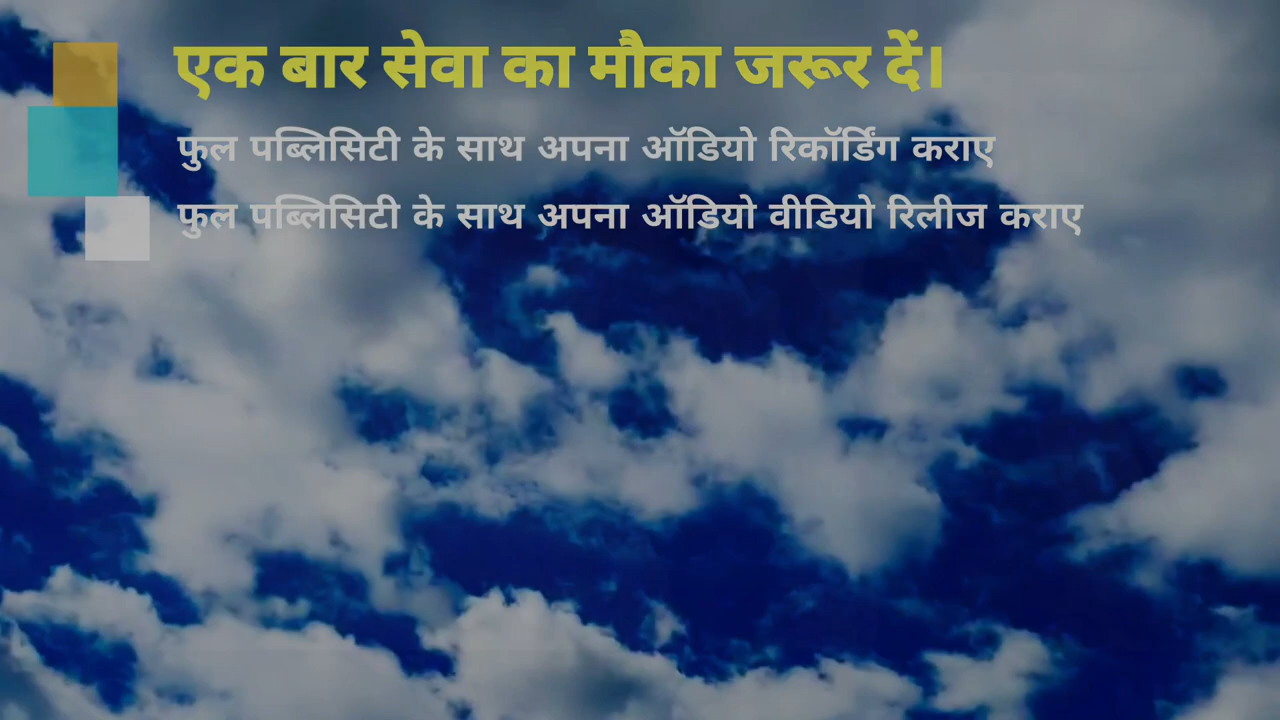 एक बार सेवा का मौका जरूर दें।
फुल पब्लिसिटी के साथ अपना ऑडियो रिकॉर्डिंग कराए
फुल पब्लिसिटी के साथ अपना ऑडियो वीडियो रिलीज कराए